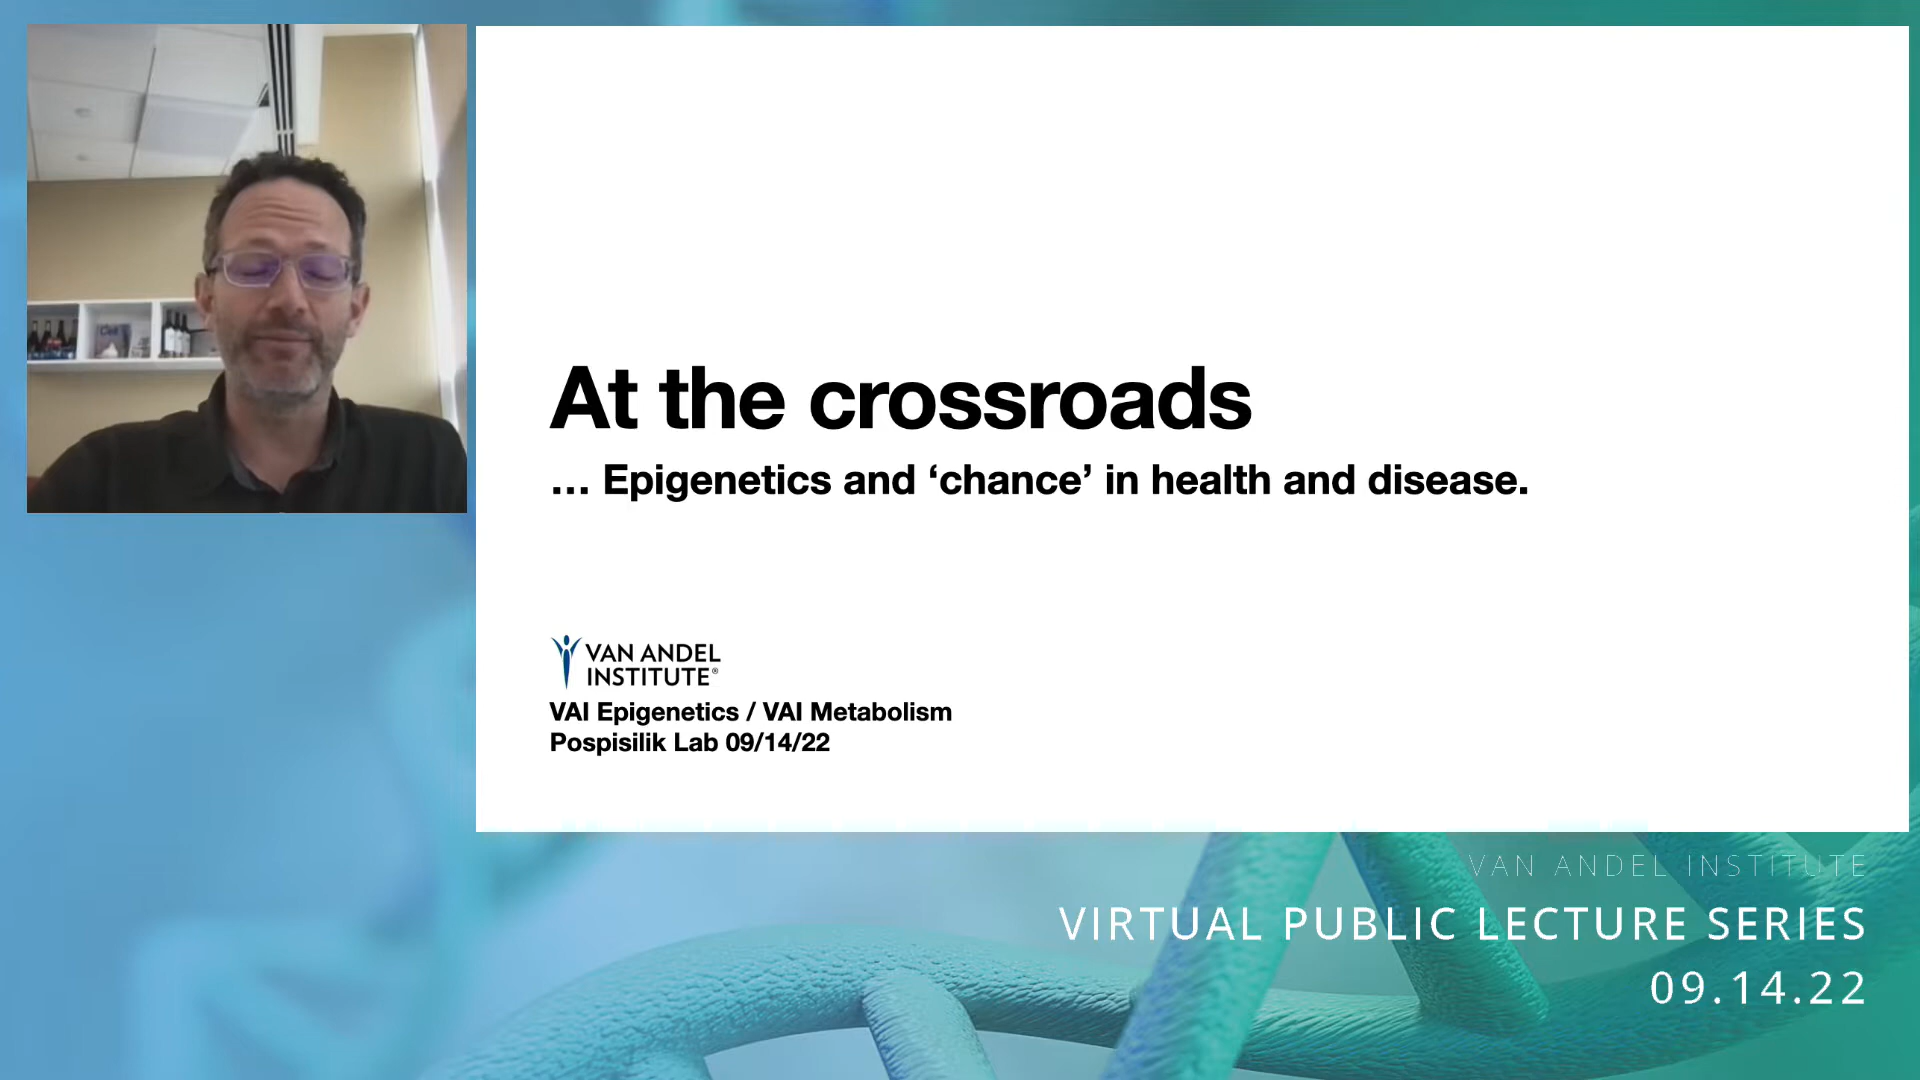 At the crossroads
… Epigenetics and ‘chance’ in health and disease.
VAN ANDEL
INSTITUTE®
VAI Epigenetics / VAI Metabolism
Pospisilik Lab 09/14/22
VAN ANDEL INSTITUTE
VIRTUAL PUBLIC LECTURE SERIES
09.14.22